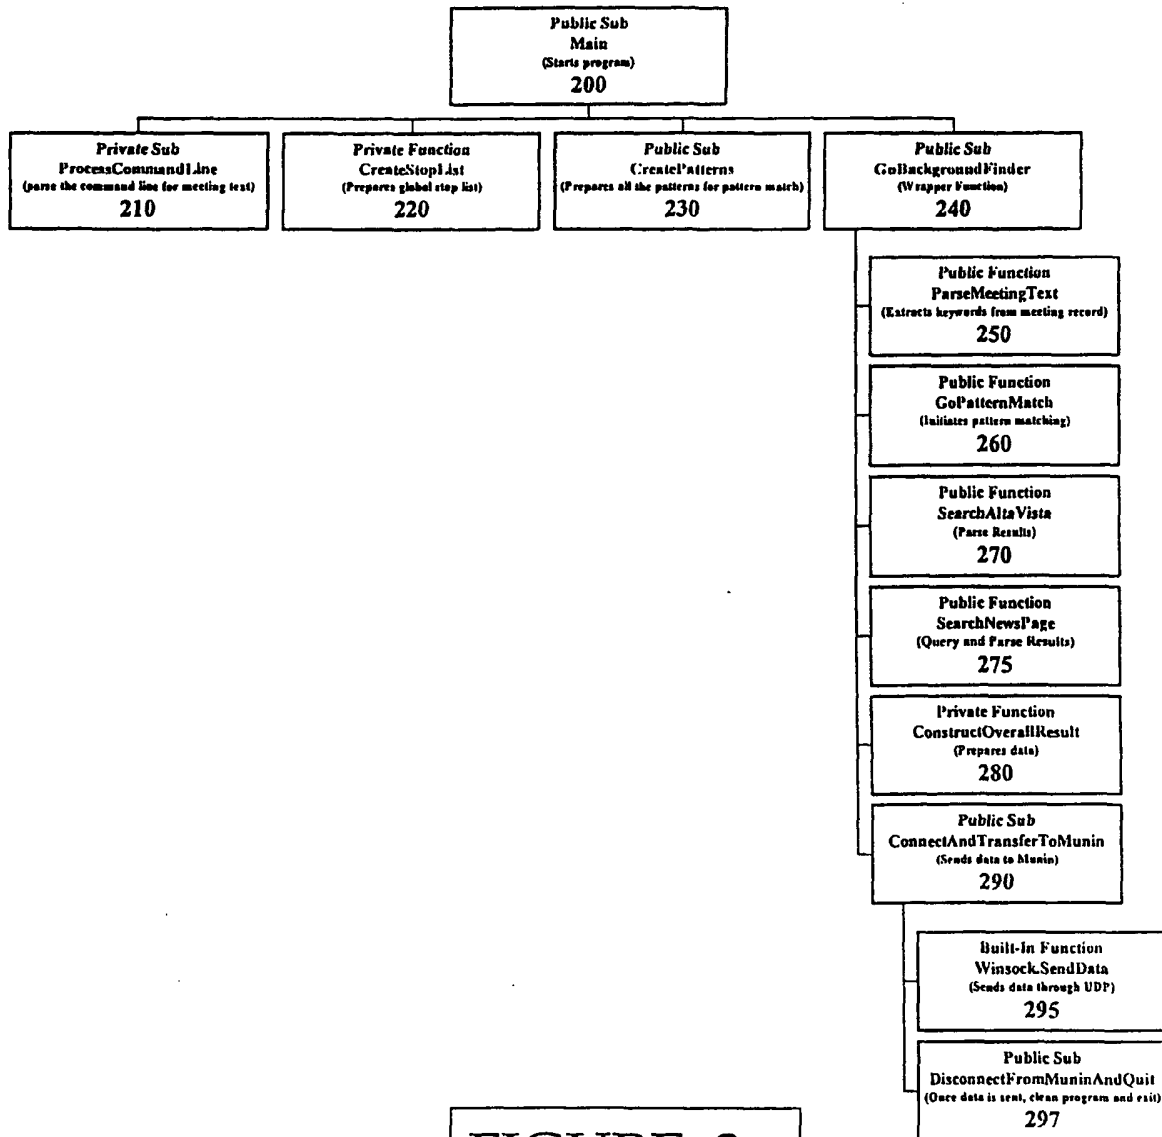 Public Sub
Main
(Starts program)
200
Private Sub
ProcessCommandLine
(parse the command line for meeting text)
210
Private Function
CreateStopList
(Prepares global stop list)
220
Public Sub
CreatePatterns
(Prepares all the patterns for pattern match)
230
Public Sub
GoBackgroundFinder
(Wrapper Function)
240
Public Function
ParseMeetingText
(Extracts keywords from meeting record)
250
Public Function
GoPatternMatch
(Initiates pattern matching)
260
Public Function
SearchAltaVista
(Parse Results)
270
Public Function
SearchNewsPage
(Query and Parse Results)
275
Private Function
ConstructOverallResult
(Prepares data)
280
Public Sub
ConnectAndTransferToMunin
(Sends data to Munin)
290
Built-In Function
Winsock.SendData
(Sends data through UDP)
295
Public Sub
DisconnectFromMuninAndQuit
(Once data is sent, clean program and exit)
297
FIGURE